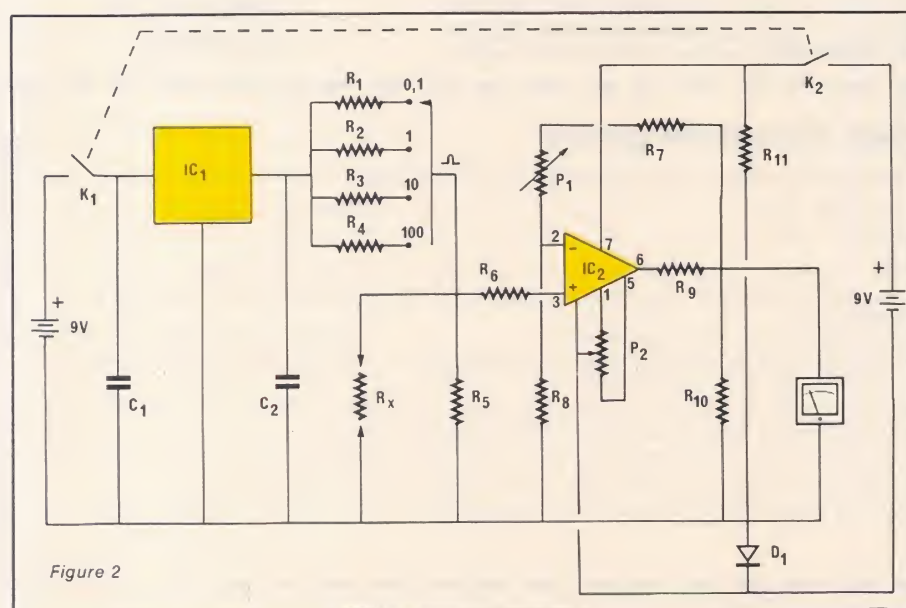 R1
0,1
R2
1
R3
10
R4
100
Ω
K1
IC1
+
9V
C1
C2
Rx
R5
R6
P1
R7
2
−
7
IC2
6
+
3
1
5
R9
P2
R8
R10
R11
K2
+
9V
D1
Figure 2